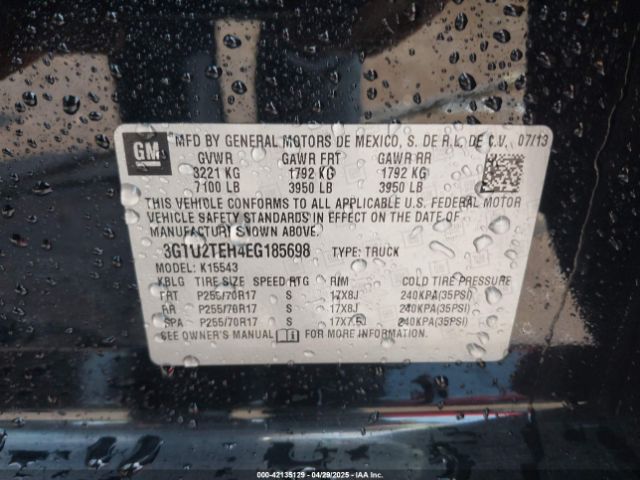 GM
MFD BY GENERAL MOTORS DE MEXICO, S. DE R.L. DE C.V. 07/13
GVWR GAWR FRT GAWR RR
3221 KG 1792 KG 1792 KG
7100 LB 3950 LB 3950 LB
THIS VEHICLE CONFORMS TO ALL APPLICABLE U.S. FEDERAL MOTOR
VEHICLE SAFETY STANDARDS IN EFFECT ON THE DATE OF
MANUFACTURE SHOWN ABOVE.
TYPE: TRUCK
MODEL: K15543
KBLG TIRE SIZE SPEED RTG RIM COLD TIRE PRESSURE
FRT P255/70R17 S 17X8J 240KPA(35PSI)
RR P255/70R17 S 17X8J 240KPA(35PSI)
SPA P255/70R17 S 240KPA(35PSI)
SEE OWNER'S MANUAL FOR MORE INFORMATION.
000-42135129 - 04/29/2025 - IAAI.COM